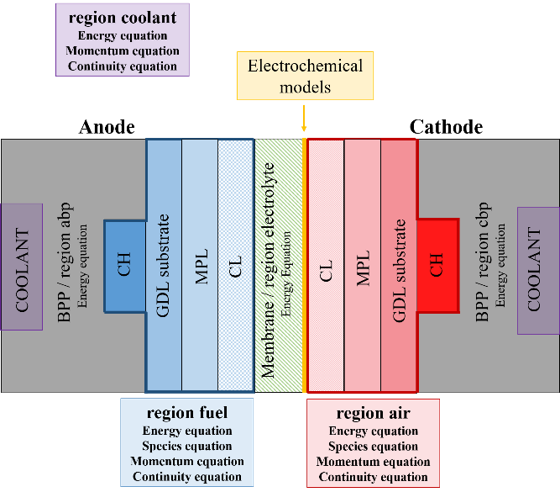 region coolant
Energy equation
Momentum equation
Continuity equation
Electrochemical
models
Anode
Cathode
COOLANT
BPP / region abp
Energy equation
CH
GDL substrate
MPL
CL
Membrane / region electrolyte
Energy Equation
CL
MPL
GDL substrate
CH
BPP / region cbp
Energy equation
COOLANT
region fuel
Energy equation
Species equation
Momentum equation
Continuity equation
region air
Energy equation
Species equation
Momentum equation
Continuity equation